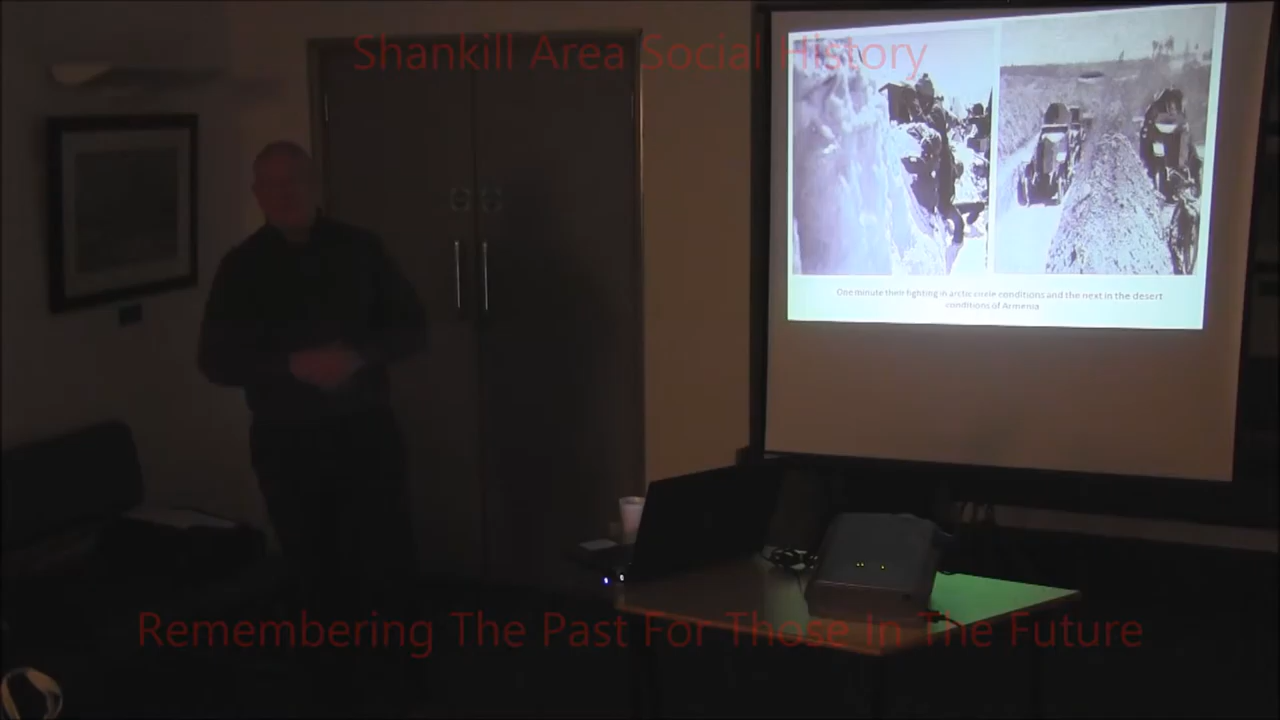 Shankill Area Social History
One minute their fighting in arctic circle conditions and the next in the desert
conditions of Armenia
Remembering The Past For Those In The Future